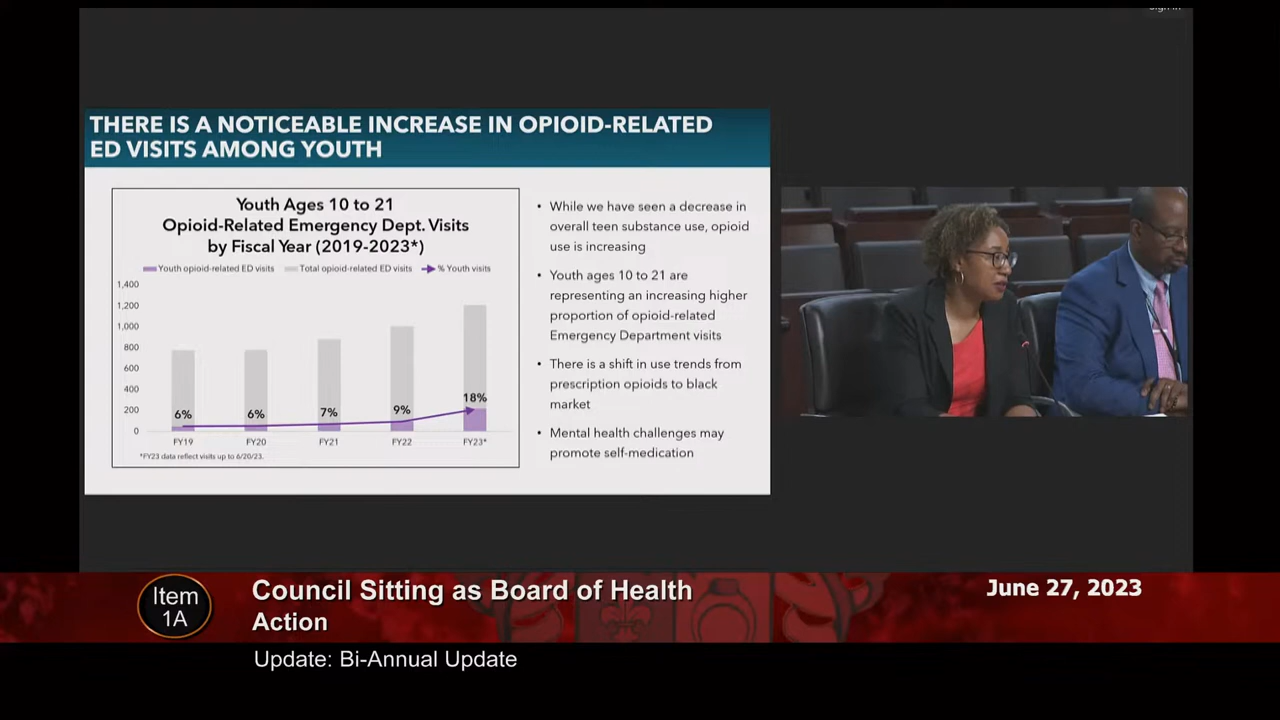 Sign in
THERE IS A NOTICEABLE INCREASE IN OPIOID-RELATED
ED VISITS AMONG YOUTH
Youth Ages 10 to 21
Opioid-Related Emergency Dept. Visits
by Fiscal Year (2019-2023*)
Youth opioid-related ED visits Total opioid-related ED visits % Youth visits
1,400
1,200
1,000
800
600
400
200
0
6% 6% 7% 9% 18%
FY19 FY20 FY21 FY22 FY23*
*FY23 data reflect visits up to 6/20/23.
• While we have seen a decrease in
overall teen substance use, opioid
use is increasing
• Youth ages 10 to 21 are
representing an increasing higher
proportion of opioid-related
Emergency Department visits
• There is a shift in use trends from
prescription opioids to black
market
• Mental health challenges may
promote self-medication
Item
1A
Council Sitting as Board of Health
Action
June 27, 2023
Update: Bi-Annual Update